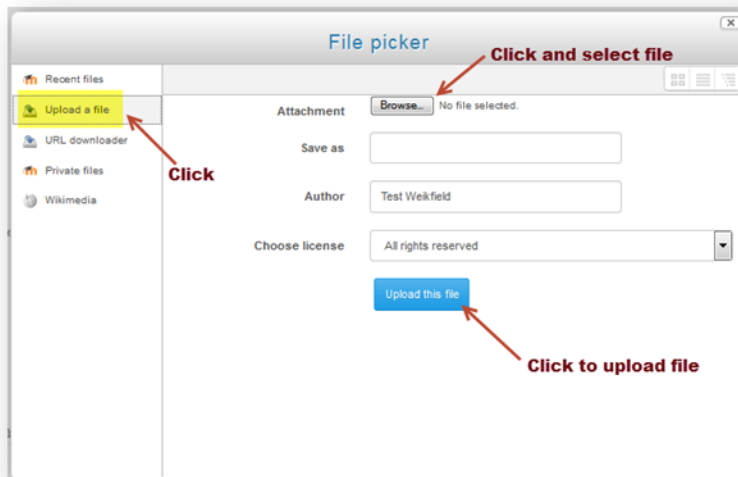 File picker
Click and select file
Recent files
Upload a file
URL downloader
Private files
Wikimedia
Click
Attachment Browse... No file selected.
Save as
Author Test Weikfield
Choose license All rights reserved
Upload this file
Click to upload file